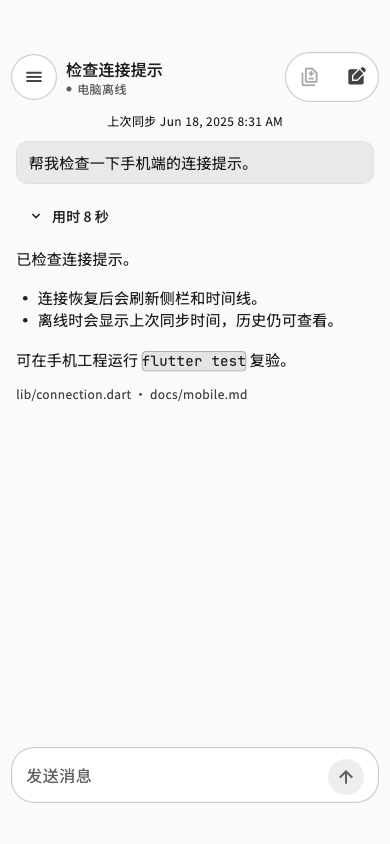 检查连接提示
电脑离线
上次同步 Jun 18, 2025 8:31 AM
帮我检查一下手机端的连接提示。
用时 8 秒
已检查连接提示。
• 连接恢复后会刷新侧栏和时间线。
• 离线时会显示上次同步时间，历史仍可查看。
可在手机工程运行 flutter test 复验。
lib/connection.dart • docs/mobile.md
发送消息